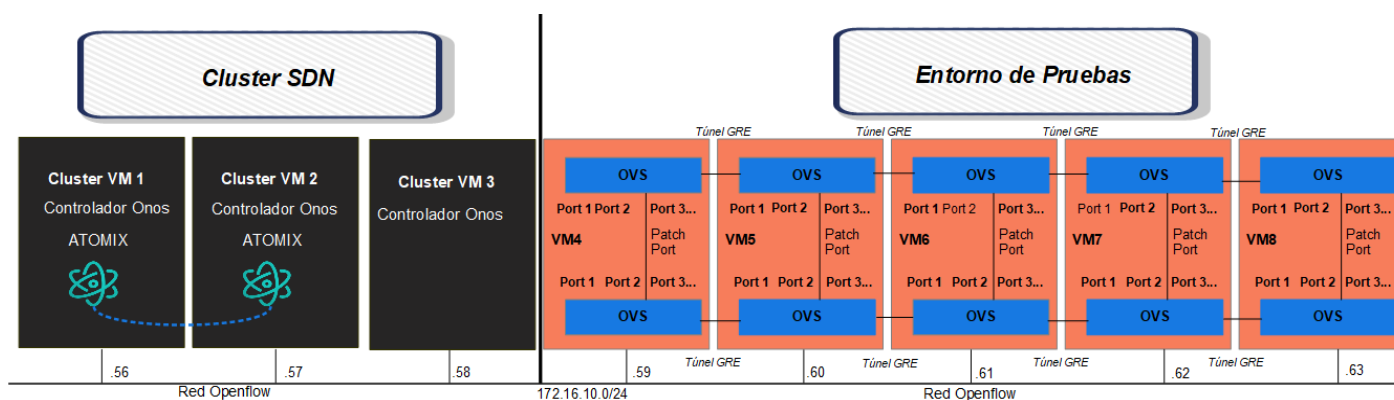 Cluster SDN
Entorno de Pruebas
Túnel GRE
Túnel GRE
Túnel GRE
Túnel GRE
Cluster VM 1
Controlador Onos
ATOMIX
Cluster VM 2
Controlador Onos
ATOMIX
Cluster VM 3
Controlador Onos
OVS
Port 1 Port 2 Port 3...
VM4
Patch
Port
Port 1 Port 2 Port 3...
OVS
OVS
Port 1 Port 2 Port 3...
VM5
Patch
Port
Port 1 Port 2 Port 3...
OVS
OVS
Port 1 Port 2 Port 3...
VM6
Patch
Port
Port 1 Port 2 Port 3...
OVS
OVS
Port 1 Port 2 Port 3...
VM7
Patch
Port
Port 1 Port 2 Port 3...
OVS
OVS
Port 1 Port 2 Port 3...
VM8
Patch
Port
Port 1 Port 2 Port 3...
OVS
Túnel GRE
Túnel GRE
Túnel GRE
Túnel GRE
.56
.57
.58
.59
.60
.61
.62
.63
Red Openflow
172.16.10.0/24
Red Openflow